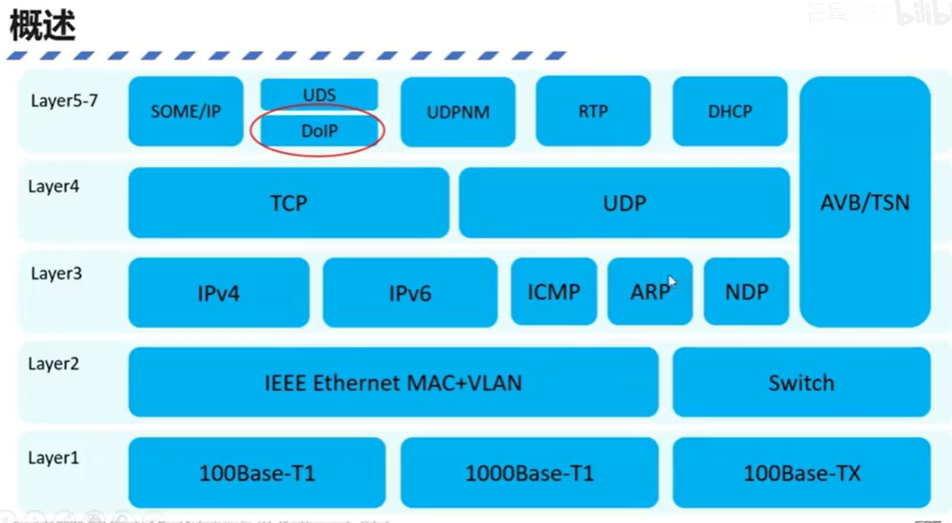 概述
bilibili
Layer5-7
SOME/IP
UDS
DoIP
UDPNM
RTP
DHCP
AVB/TSN
Layer4
TCP
UDP
Layer3
IPv4
IPv6
ICMP
ARP
NDP
Layer2
IEEE Ethernet MAC+VLAN
Switch
Layer1
100Base-T1
1000Base-T1
100Base-TX